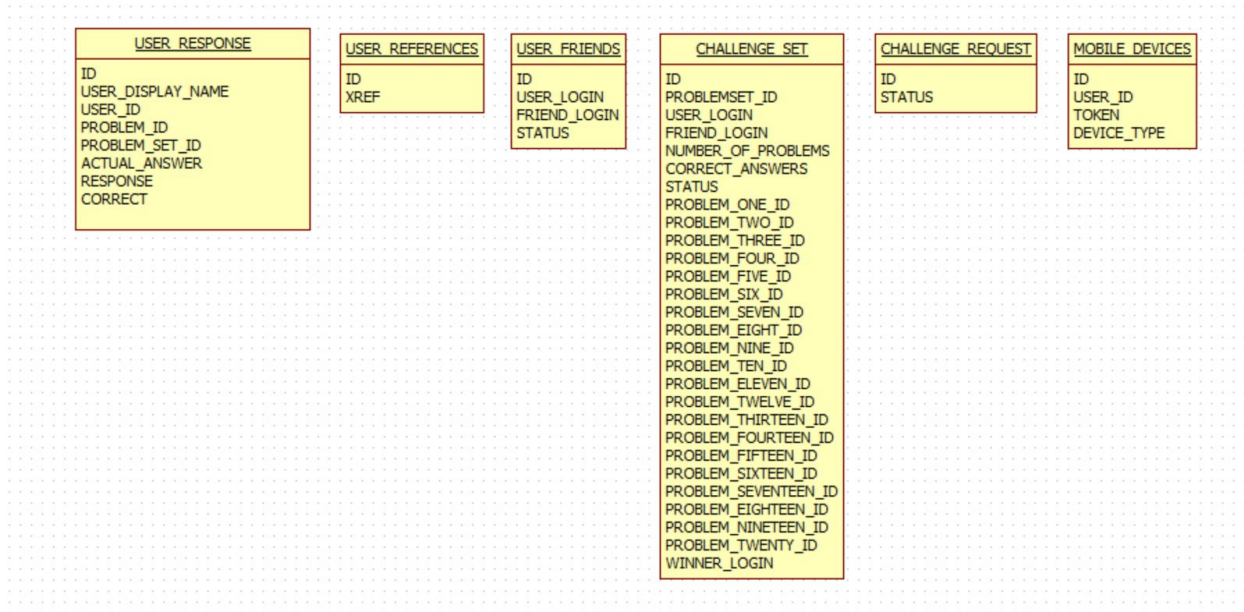 USER_RESPONSE
ID
USER_DISPLAY_NAME
USER_ID
PROBLEM_ID
PROBLEM_SET_ID
ACTUAL_ANSWER
RESPONSE
CORRECT
USER_REFERENCES
ID
XREF
USER_FRIENDS
ID
USER_LOGIN
FRIEND_LOGIN
STATUS
CHALLENGE_SET
ID
PROBLEMSET_ID
USER_LOGIN
FRIEND_LOGIN
NUMBER_OF_PROBLEMS
CORRECT_ANSWERS
STATUS
PROBLEM_ONE_ID
PROBLEM_TWO_ID
PROBLEM_THREE_ID
PROBLEM_FOUR_ID
PROBLEM_FIVE_ID
PROBLEM_SIX_ID
PROBLEM_SEVEN_ID
PROBLEM_EIGHT_ID
PROBLEM_NINE_ID
PROBLEM_TEN_ID
PROBLEM_ELEVEN_ID
PROBLEM_TWELVE_ID
PROBLEM_THIRTEEN_ID
PROBLEM_FOURTEEN_ID
PROBLEM_FIFTEEN_ID
PROBLEM_SIXTEEN_ID
PROBLEM_SEVENTEEN_ID
PROBLEM_EIGHTEEN_ID
PROBLEM_NINETEEN_ID
PROBLEM_TWENTY_ID
WINNER_LOGIN
CHALLENGE_REQUEST
ID
STATUS
MOBILE_DEVICES
ID
USER_ID
TOKEN
DEVICE_TYPE